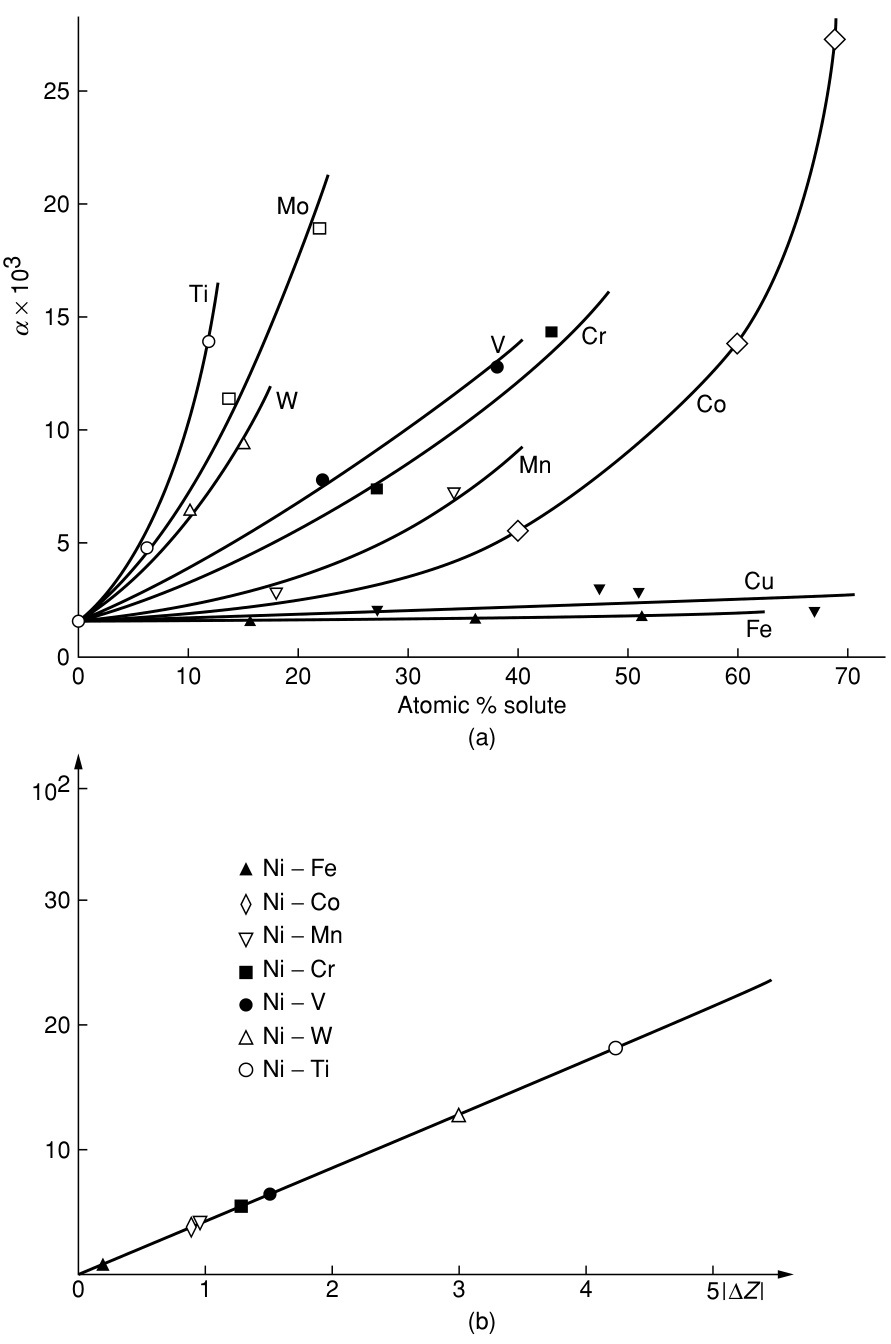 α × 10³
25
20
15
10
5
0
Ti
Mo
W
V
Cr
Mn
Co
Cu
Fe
0 10 20 30 40 50 60 70
Atomic % solute
(a)
10²
30
20
10
Ni – Fe
Ni – Co
Ni – Mn
Ni – Cr
Ni – V
Ni – W
Ni – Ti
0 1 2 3 4 5 |ΔZ|
(b)